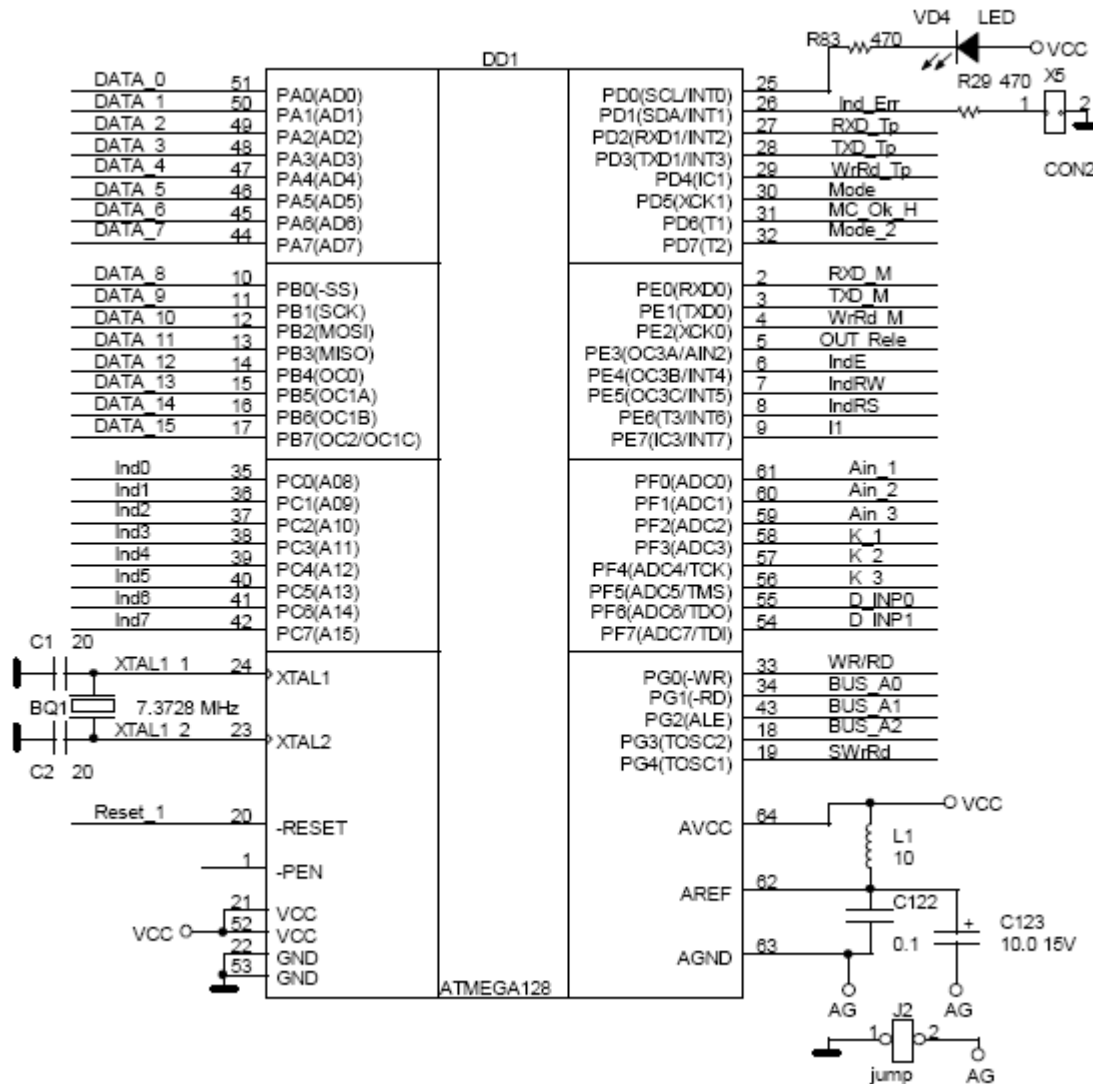 VD4 LED
R83 470
VCC
DD1
R29 470 X5
1 2
CON2
DATA_0 51 PA0(AD0)
DATA_1 50 PA1(AD1)
DATA_2 49 PA2(AD2)
DATA_3 48 PA3(AD3)
DATA_4 47 PA4(AD4)
DATA_5 46 PA5(AD5)
DATA_6 45 PA6(AD6)
DATA_7 44 PA7(AD7)
DATA_8 10 PB0(-SS)
DATA_9 11 PB1(SCK)
DATA_10 12 PB2(MOSI)
DATA_11 13 PB3(MISO)
DATA_12 14 PB4(OC0)
DATA_13 15 PB5(OC1A)
DATA_14 16 PB6(OC1B)
DATA_15 17 PB7(OC2/OC1C)
Ind0 35 PC0(A08)
Ind1 36 PC1(A09)
Ind2 37 PC2(A10)
Ind3 38 PC3(A11)
Ind4 39 PC4(A12)
Ind5 40 PC5(A13)
Ind6 41 PC6(A14)
Ind7 42 PC7(A15)
C1 20
XTAL1_1 24 XTAL1
BQ1 7.3728 MHz
XTAL1_2 23 XTAL2
C2 20
Reset_1 20 -RESET
1 -PEN
21 VCC
VCC 52 VCC
22 GND
53 GND
ATMEGA128
PD0(SCL/INT0) 25
PD1(SDA/INT1) 26 Ind_Err
PD2(RXD1/INT2) 27 RXD_Tp
PD3(TXD1/INT3) 28 TXD_Tp
PD4(IC1) 29 WrRd_Tp
PD5(XCK1) 30 Mode
PD6(T1) 31 MC_Ok_H
PD7(T2) 32 Mode_2
PE0(RXD0) 2 RXD_M
PE1(TXD0) 3 TXD_M
PE2(XCK0) 4 WrRd_M
PE3(OC3A/AIN2) 5 OUT_Rele
PE4(OC3B/INT4) 6 IndE
PE5(OC3C/INT5) 7 IndRW
PE6(T3/INT6) 8 IndRS
PE7(IC3/INT7) 9 I1
PF0(ADC0) 61 Ain_1
PF1(ADC1) 60 Ain_2
PF2(ADC2) 59 Ain_3
PF3(ADC3) 58 K_1
PF4(ADC4/TCK) 57 K_2
PF5(ADC5/TMS) 56 K_3
PF6(ADC6/TDO) 55 D_INP0
PF7(ADC7/TDI) 54 D_INP1
PG0(-WR) 33 WR/RD
PG1(-RD) 34 BUS_A0
PG2(ALE) 43 BUS_A1
PG3(TOSC2) 18 BUS_A2
PG4(TOSC1) 19 SWrRd
VCC
AVCC 64
L1
10
AREF 62
C122
0.1
+ C123
10.0 15V
AGND 63
AG AG
J2
1 2
jump AG